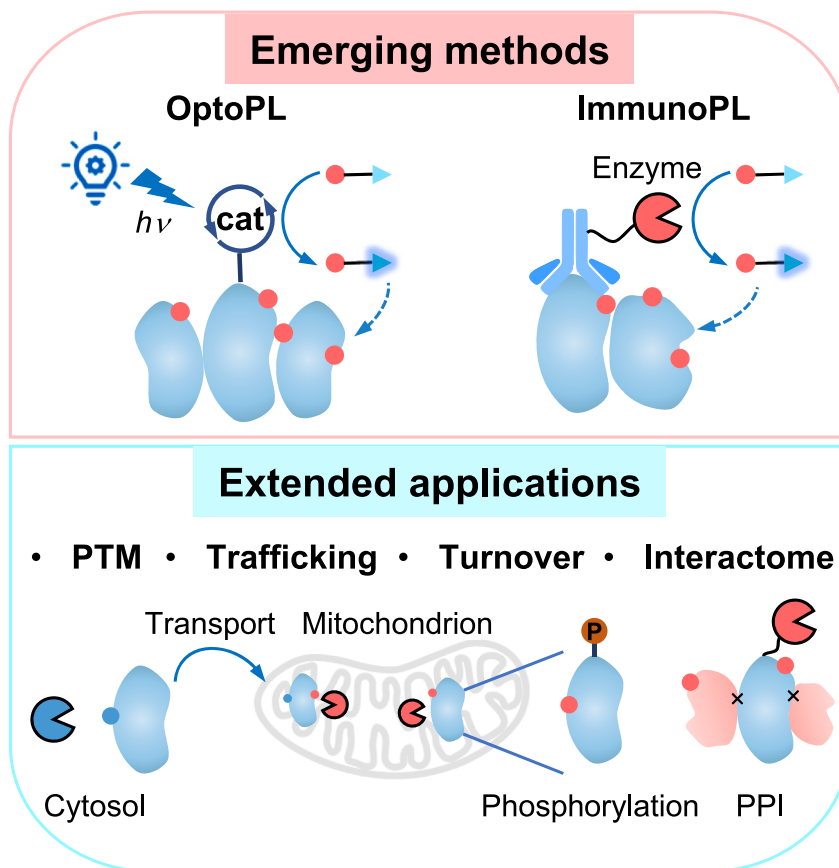 Emerging methods
OptoPL
ImmunoPL
hν
cat
Enzyme
Extended applications
• PTM • Trafficking • Turnover • Interactome
Transport
Mitochondrion
P
Cytosol
Phosphorylation
PPI